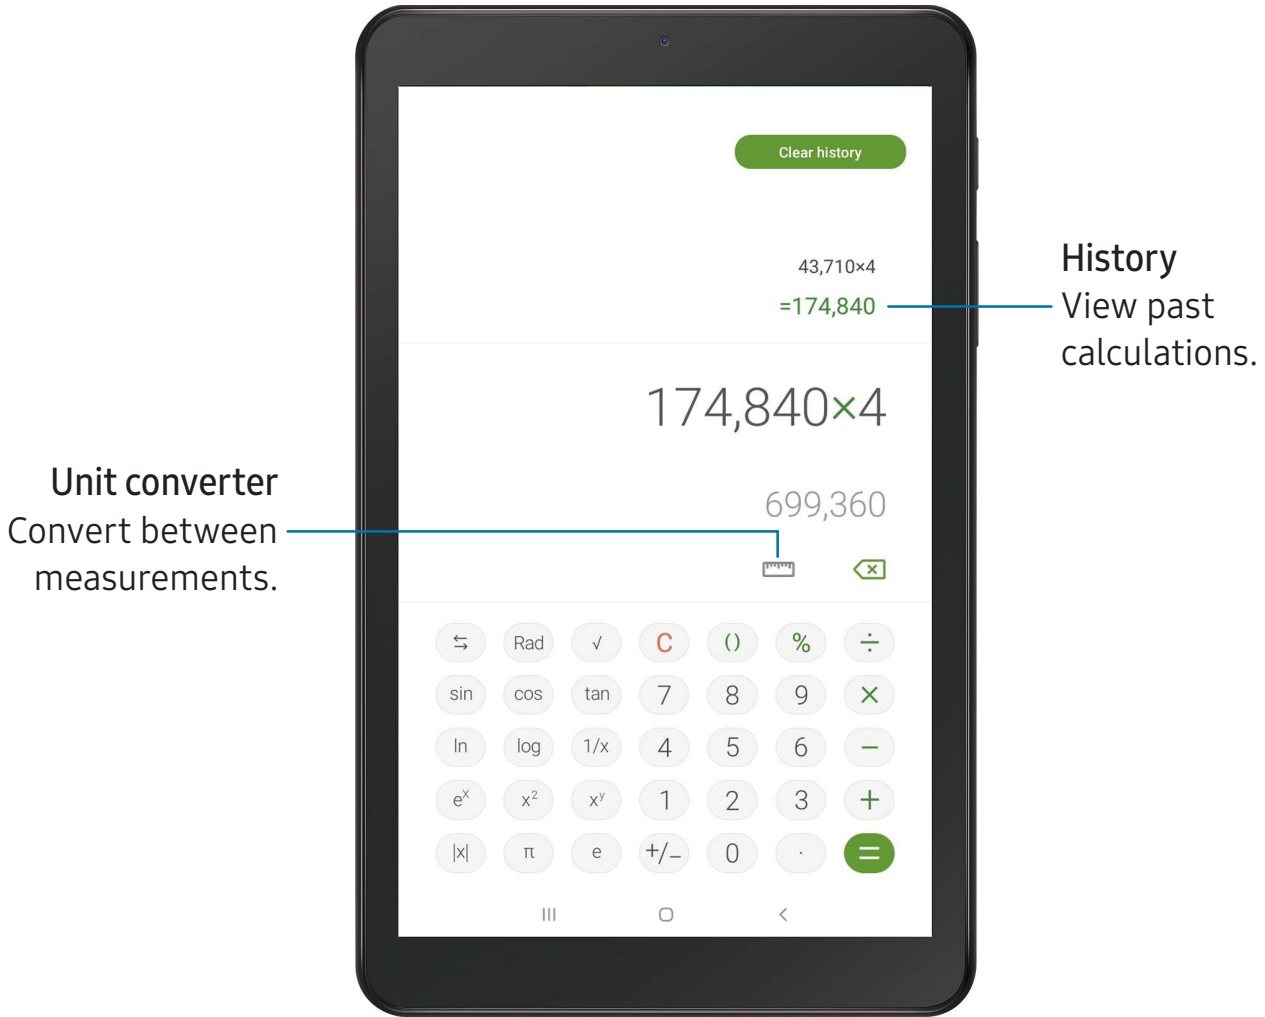 Clear history
43,710×4
=174,840
History
View past
calculations.
174,840×4
Unit converter
Convert between
measurements.
699,360
⇆ Rad √ C () % ÷
sin cos tan 7 8 9 ×
ln log 1/x 4 5 6 −
eˣ x² xʸ 1 2 3 +
|x| π e +/− 0 . =